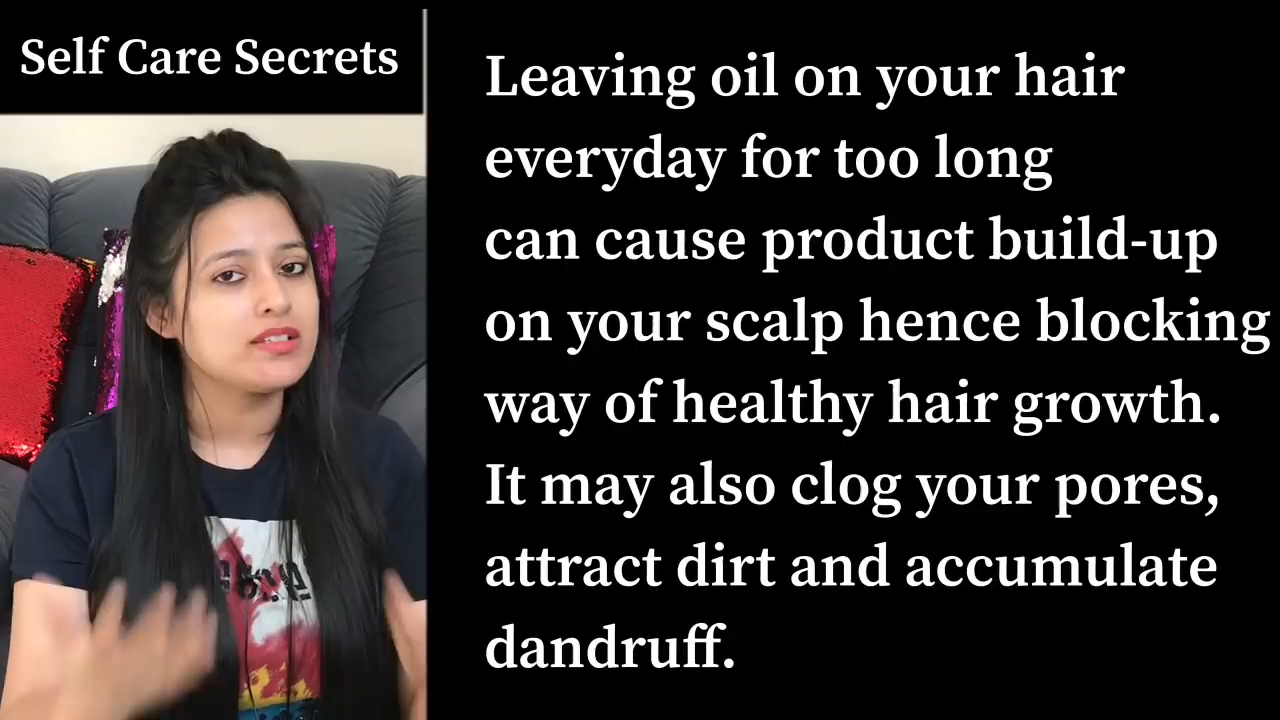 Self Care Secrets
Leaving oil on your hair
everyday for too long
can cause product build-up
on your scalp hence blocking
way of healthy hair growth.
It may also clog your pores,
attract dirt and accumulate
dandruff.